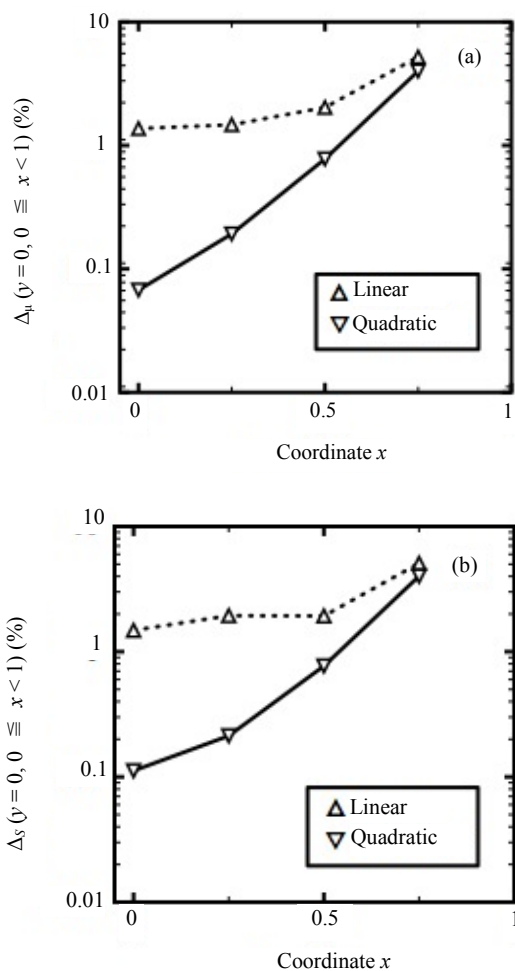 10
(a)
1
Δμ (y = 0, 0 ≦ x < 1) (%)
0.1
Linear
Quadratic
0.01
0
0.5
1
Coordinate x
10
(b)
1
ΔS (y = 0, 0 ≦ x < 1) (%)
0.1
Linear
Quadratic
0.01
0
0.5
1
Coordinate x